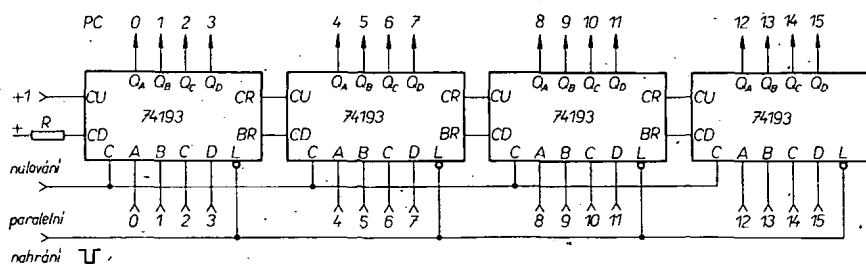 PC 0 1 2 3 4 5 6 7 8 9 10 11 12 13 14 15
QA QB QC QD QA QB QC QD QA QB QC QD QA QB QC QD
+1 CU CR CU CR CU CR CU
74193 74193 74193 74193
+ R CD BR CD BR CD BR CD
C A B C D L C A B C D L C A B C D L C A B C D L
nulování
0 1 2 3 4 5 6 7 8 9 10 11 12 13 14 15
paralelní
nahrání